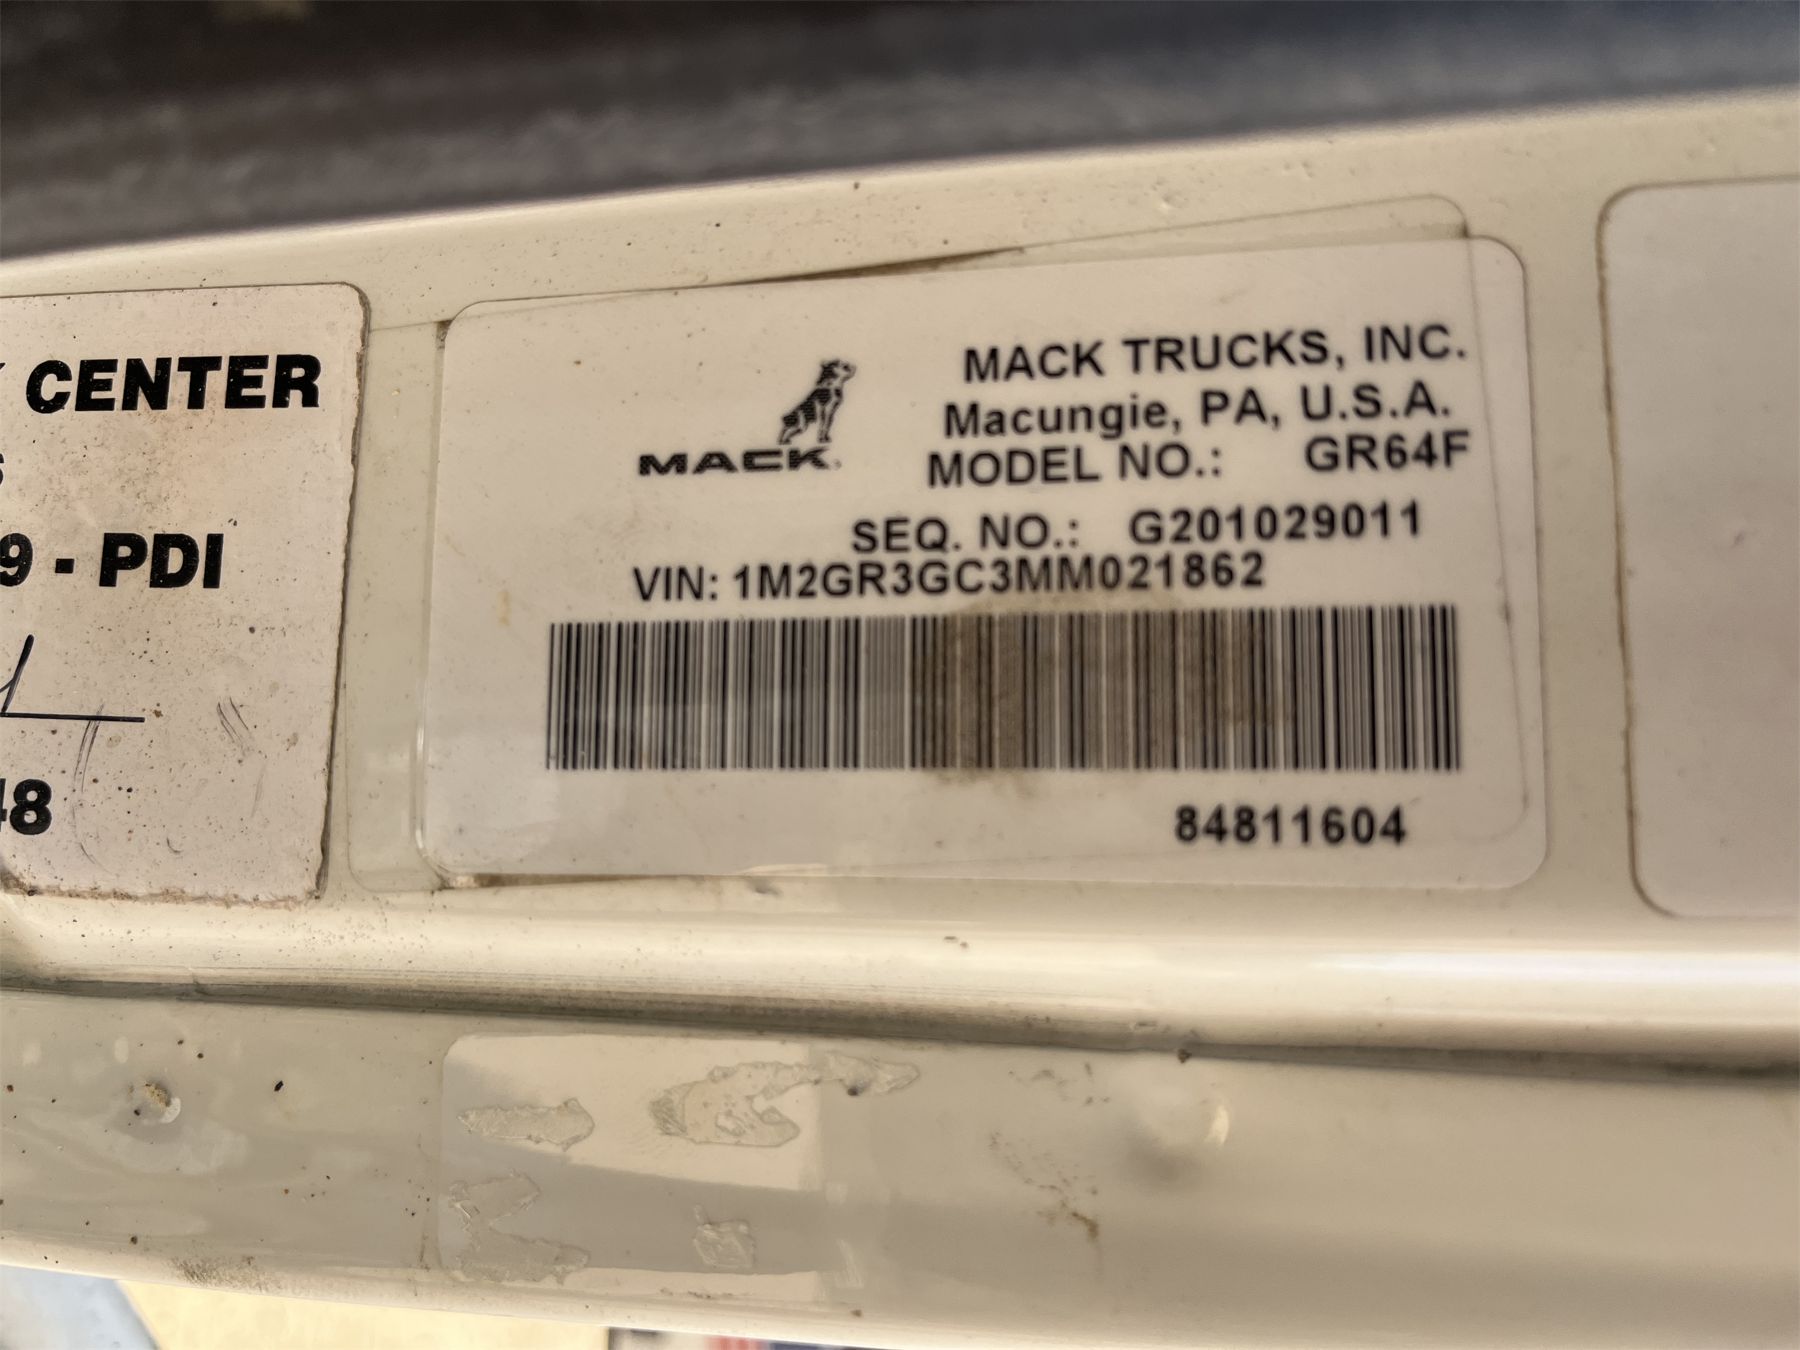 CENTER
9 - PDI
48
MACK
MACK TRUCKS, INC.
Macungie, PA, U.S.A.
MODEL NO.: GR64F
SEQ. NO.: G201029011
VIN: 1M2GR3GC3MM021862
84811604